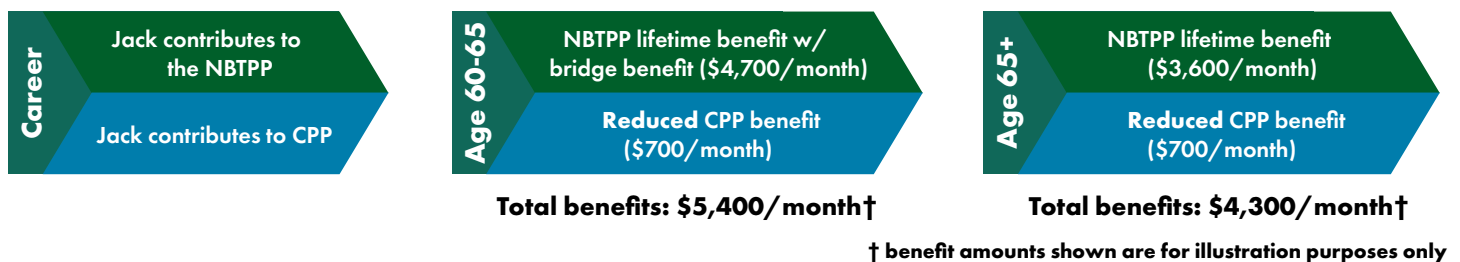 Career
Jack contributes to
the NBTPP
Jack contributes to CPP
Age 60-65
NBTPP lifetime benefit w/
bridge benefit ($4,700/month)
Reduced CPP benefit
($700/month)
Total benefits: $5,400/month†
Age 65+
NBTPP lifetime benefit
($3,600/month)
Reduced CPP benefit
($700/month)
Total benefits: $4,300/month†
† benefit amounts shown are for illustration purposes only